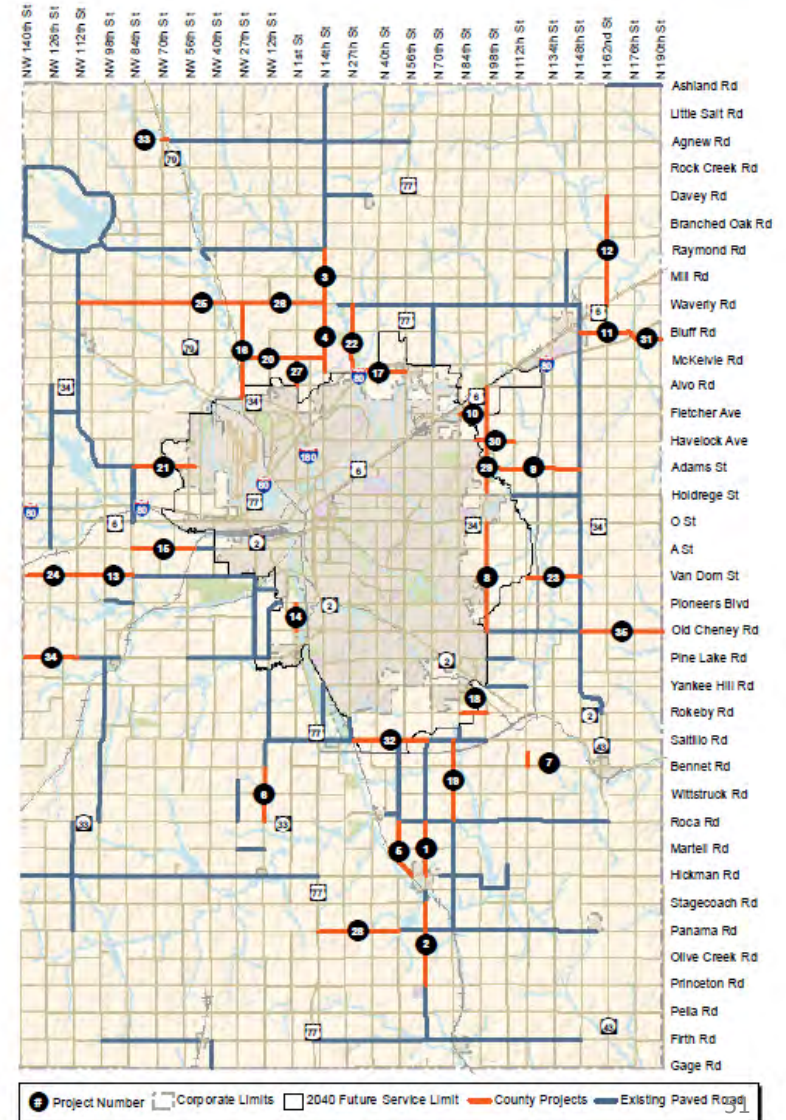 NW 140th St
NW 126th St
NW 112th St
NW 98th St
NW 84th St
NW 70th St
NW 56th St
NW 40th St
NW 27th St
NW 12th St
N 1st St
N 14th St
N 27th St
N 40th St
N 56th St
N 70th St
N 84th St
N 98th St
N 112th St
N 134th St
N 148th St
N 162nd St
N 176th St
N 190th St
Ashland Rd
Little Salt Rd
33 Agnew Rd
79
Rock Creek Rd
77
Davey Rd
Branched Oak Rd
12 Raymond Rd
3 Mill Rd
25 26 Waverly Rd
6
4 22 77 11 31 Bluff Rd
79 16 20 McKelvie Rd
27 80 17 80
34 34 6 Alvo Rd
10 Fletcher Ave
30 Havelock Ave
180
21 6 29 9 Adams St
80 77 Holdrege St
80 80 6 34 34 O St
15 2 A St
24 13 8 23 Van Dorn St
14 2 Pioneers Blvd
35 Old Cheney Rd
34 2 Pine Lake Rd
18 Yankee Hill Rd
2 Rokeby Rd
77 32 43 Saltillo Rd
7 Bennet Rd
6 19 Wittstruck Rd
33 33 Roca Rd
5 1 Martell Rd
77 Hickman Rd
Stagecoach Rd
28 Panama Rd
2
Olive Creek Rd
Princeton Rd
Pella Rd
77 43 Firth Rd
Gage Rd
# Project Number Corporate Limits 2040 Future Service Limit County Projects Existing Paved Road
51